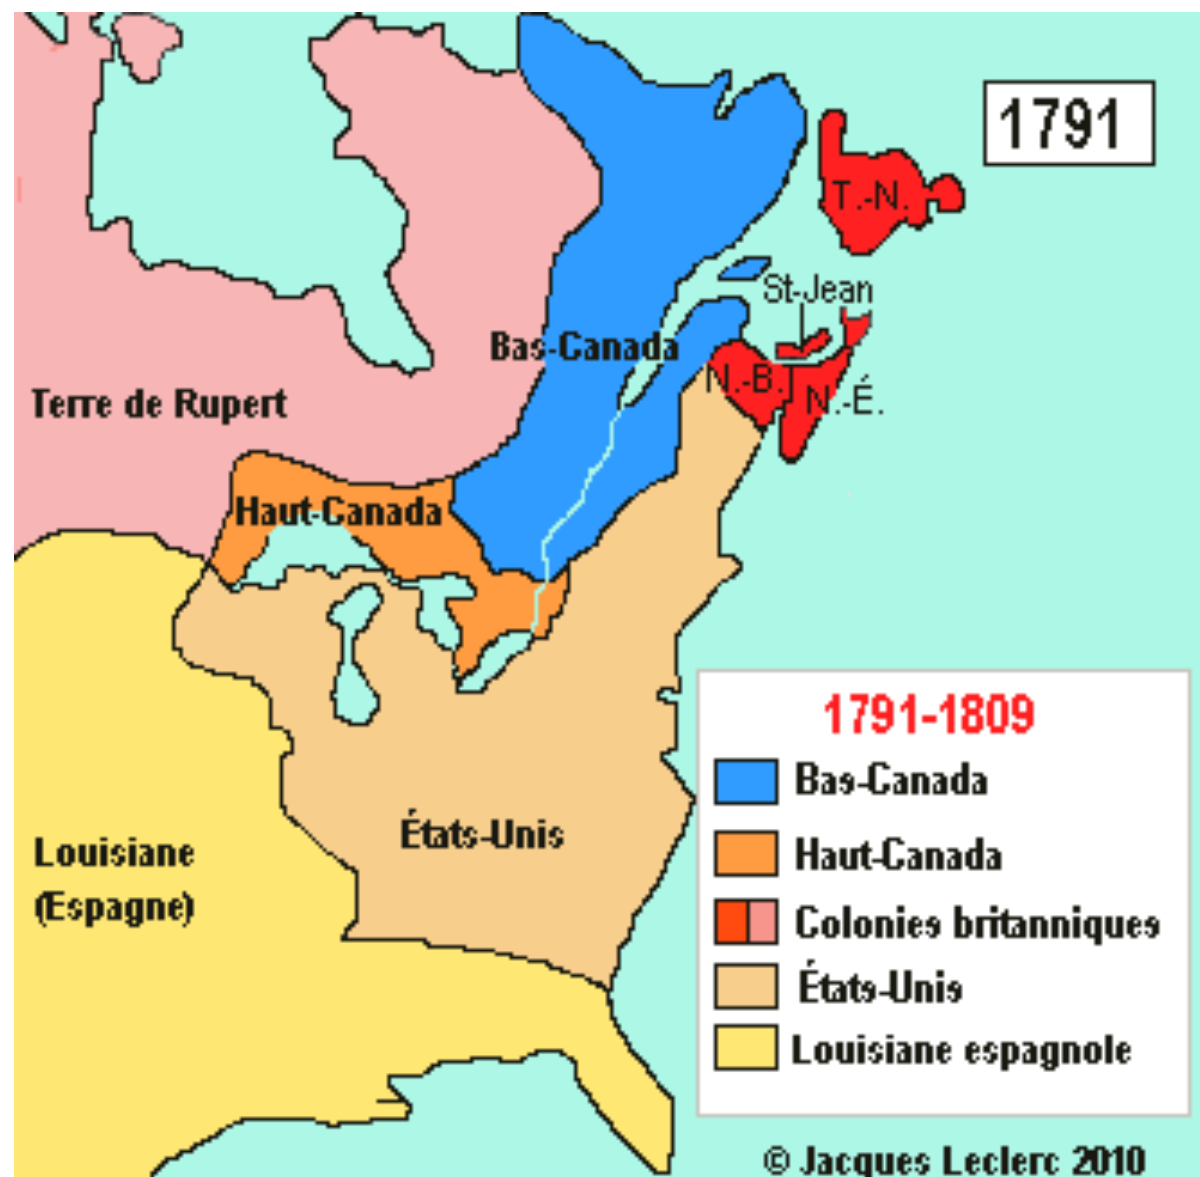 1791
T.-N.
St-Jean
Bas-Canada
N.-B.
N.-É.
Terre de Rupert
Haut-Canada
États-Unis
Louisiane
(Espagne)
1791-1809
Bas-Canada
Haut-Canada
Colonies britanniques
États-Unis
Louisiane espagnole
© Jacques Leclerc 2010